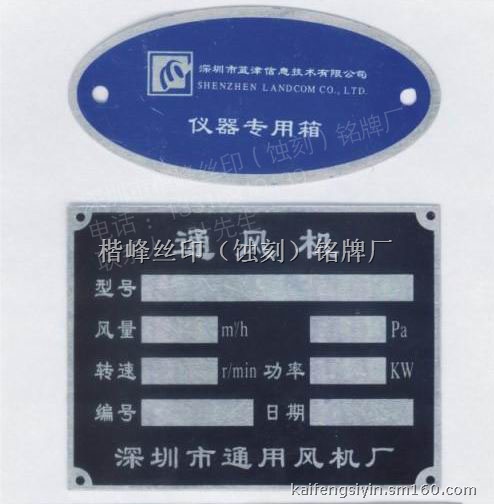 深圳市蓝津信息技术有限公司
SHENZHEN LANDCOM CO., LTD.
仪器专用箱
楷峰丝印（蚀刻）铭牌厂
通风机
型号
风量 m/h Pa
转速 r/min 功率 KW
编号 日期
深圳市通用风机厂
kaifengsiyin.sm160.com